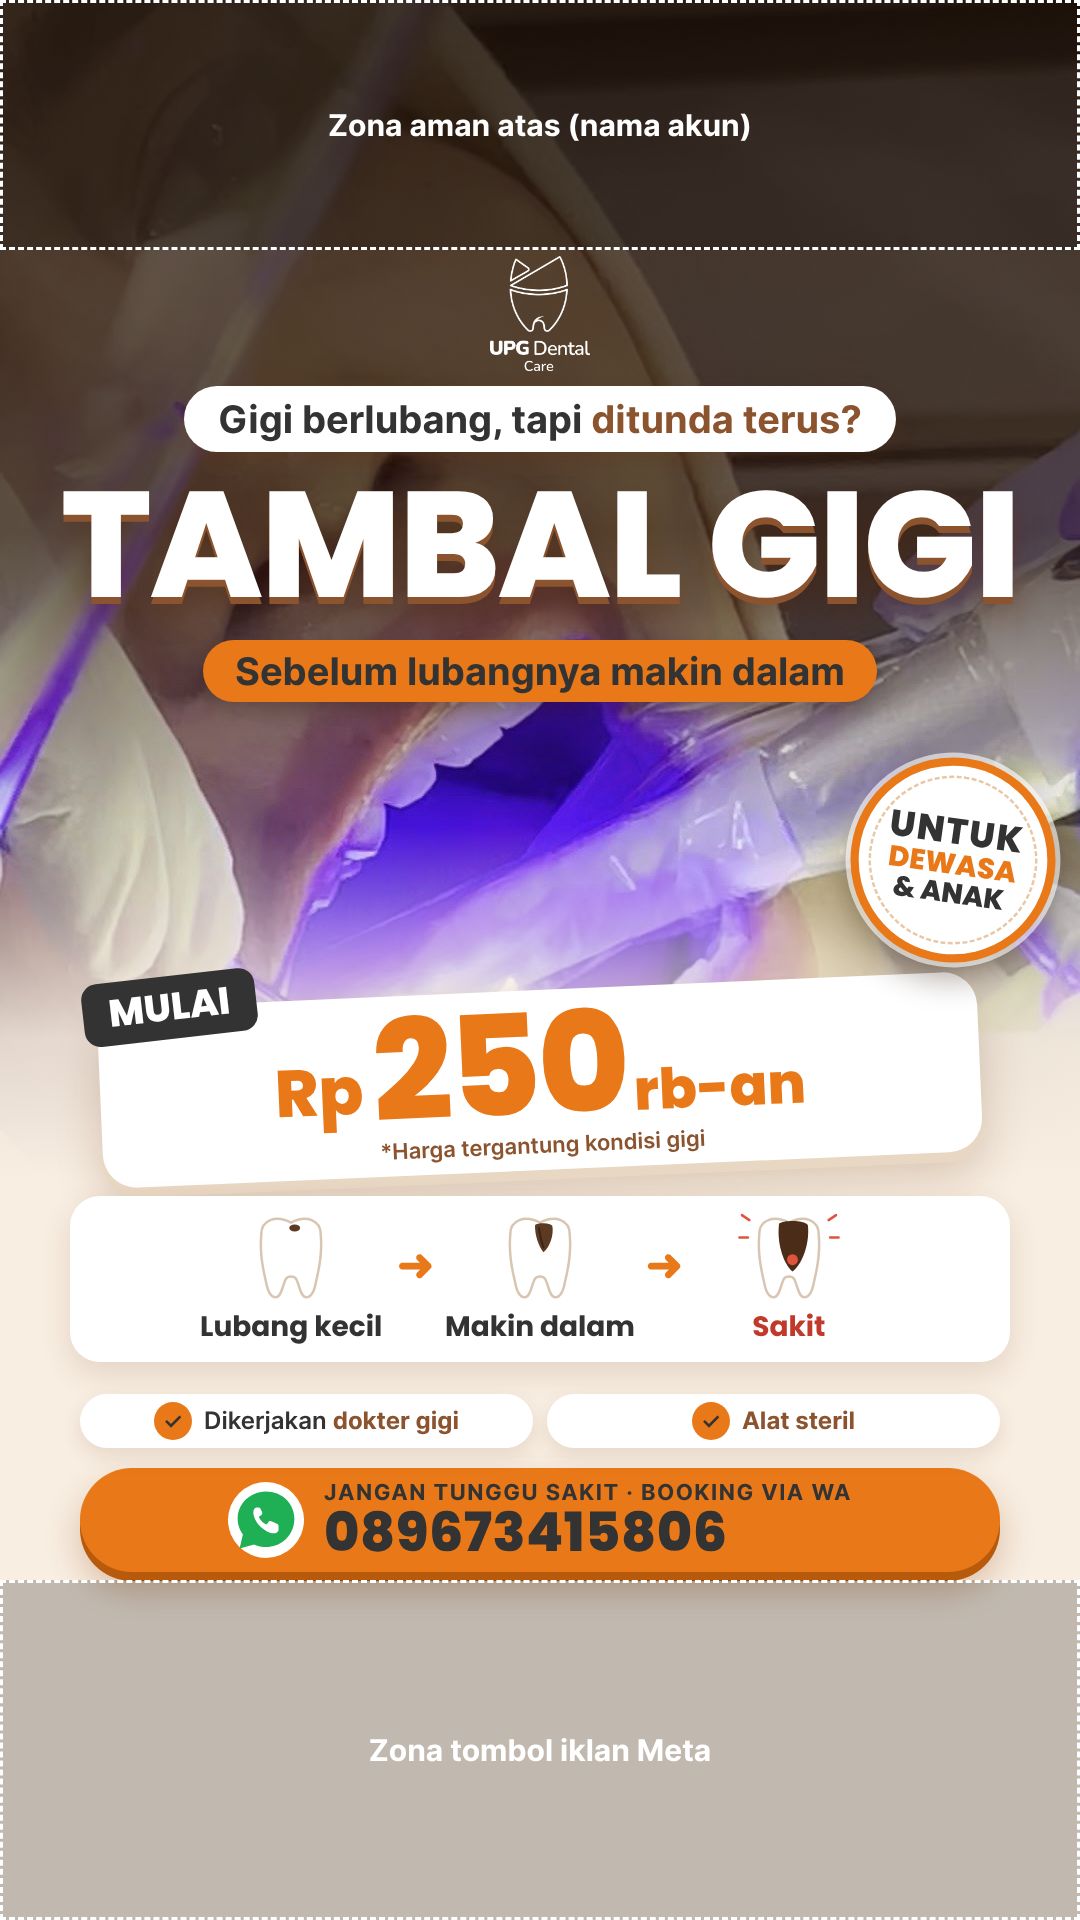 Zona aman atas (nama akun)
UPG Dental
Care
Gigi berlubang, tapi ditunda terus?
TAMBAL GIGI
Sebelum lubangnya makin dalam
UNTUK
DEWASA
& ANAK
MULAI
Rp 250 rb-an
*Harga tergantung kondisi gigi
Lubang kecil
Makin dalam
Sakit
Dikerjakan dokter gigi
Alat steril
JANGAN TUNGGU SAKIT · BOOKING VIA WA
089673415806
Zona tombol iklan Meta